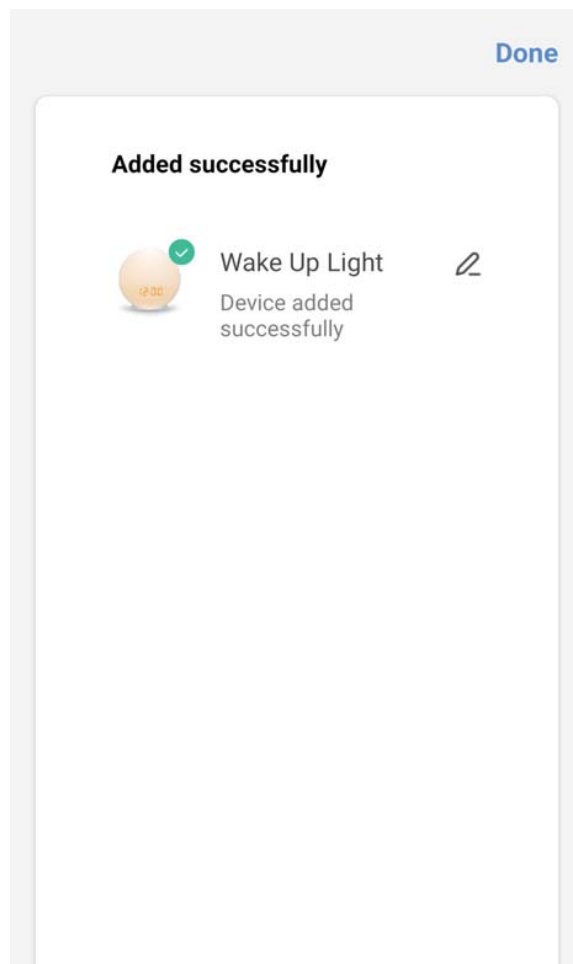 Done
Added successfully
Wake Up Light
Device added
successfully
12:00